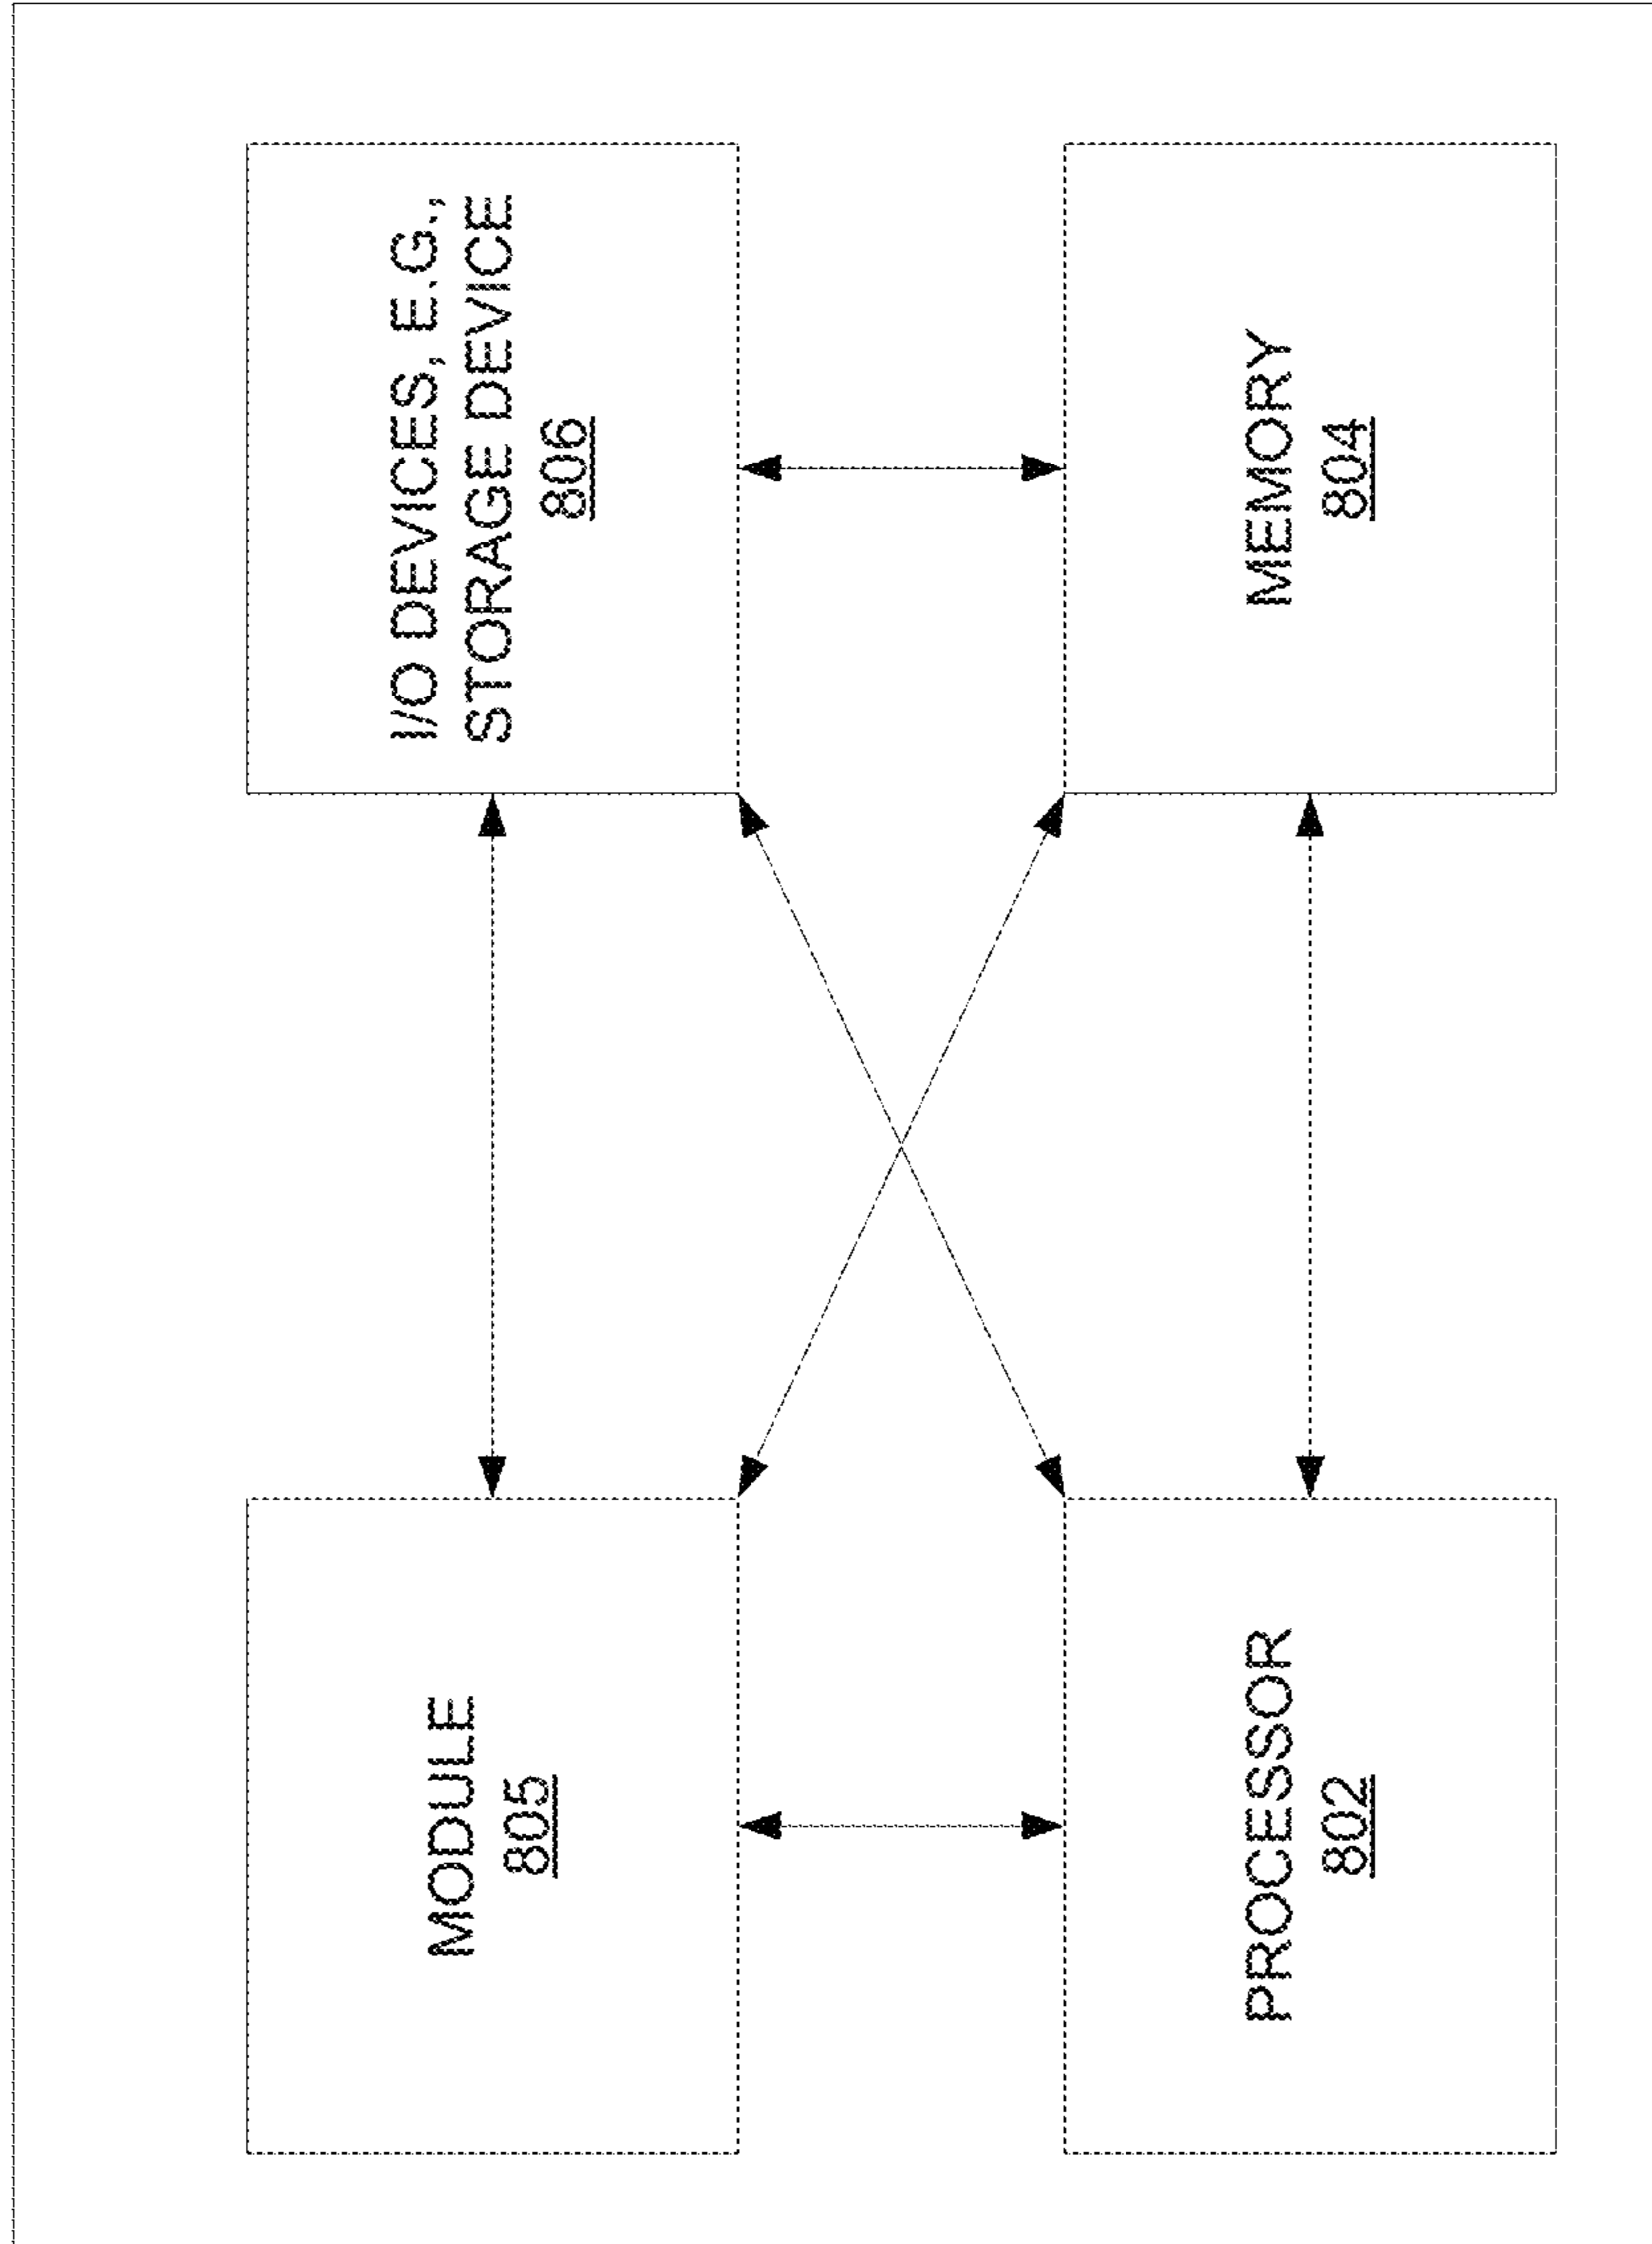 MODULE
805
I/O DEVICES, E.G.,
STORAGE DEVICE
806
PROCESSOR
802
MEMORY
804